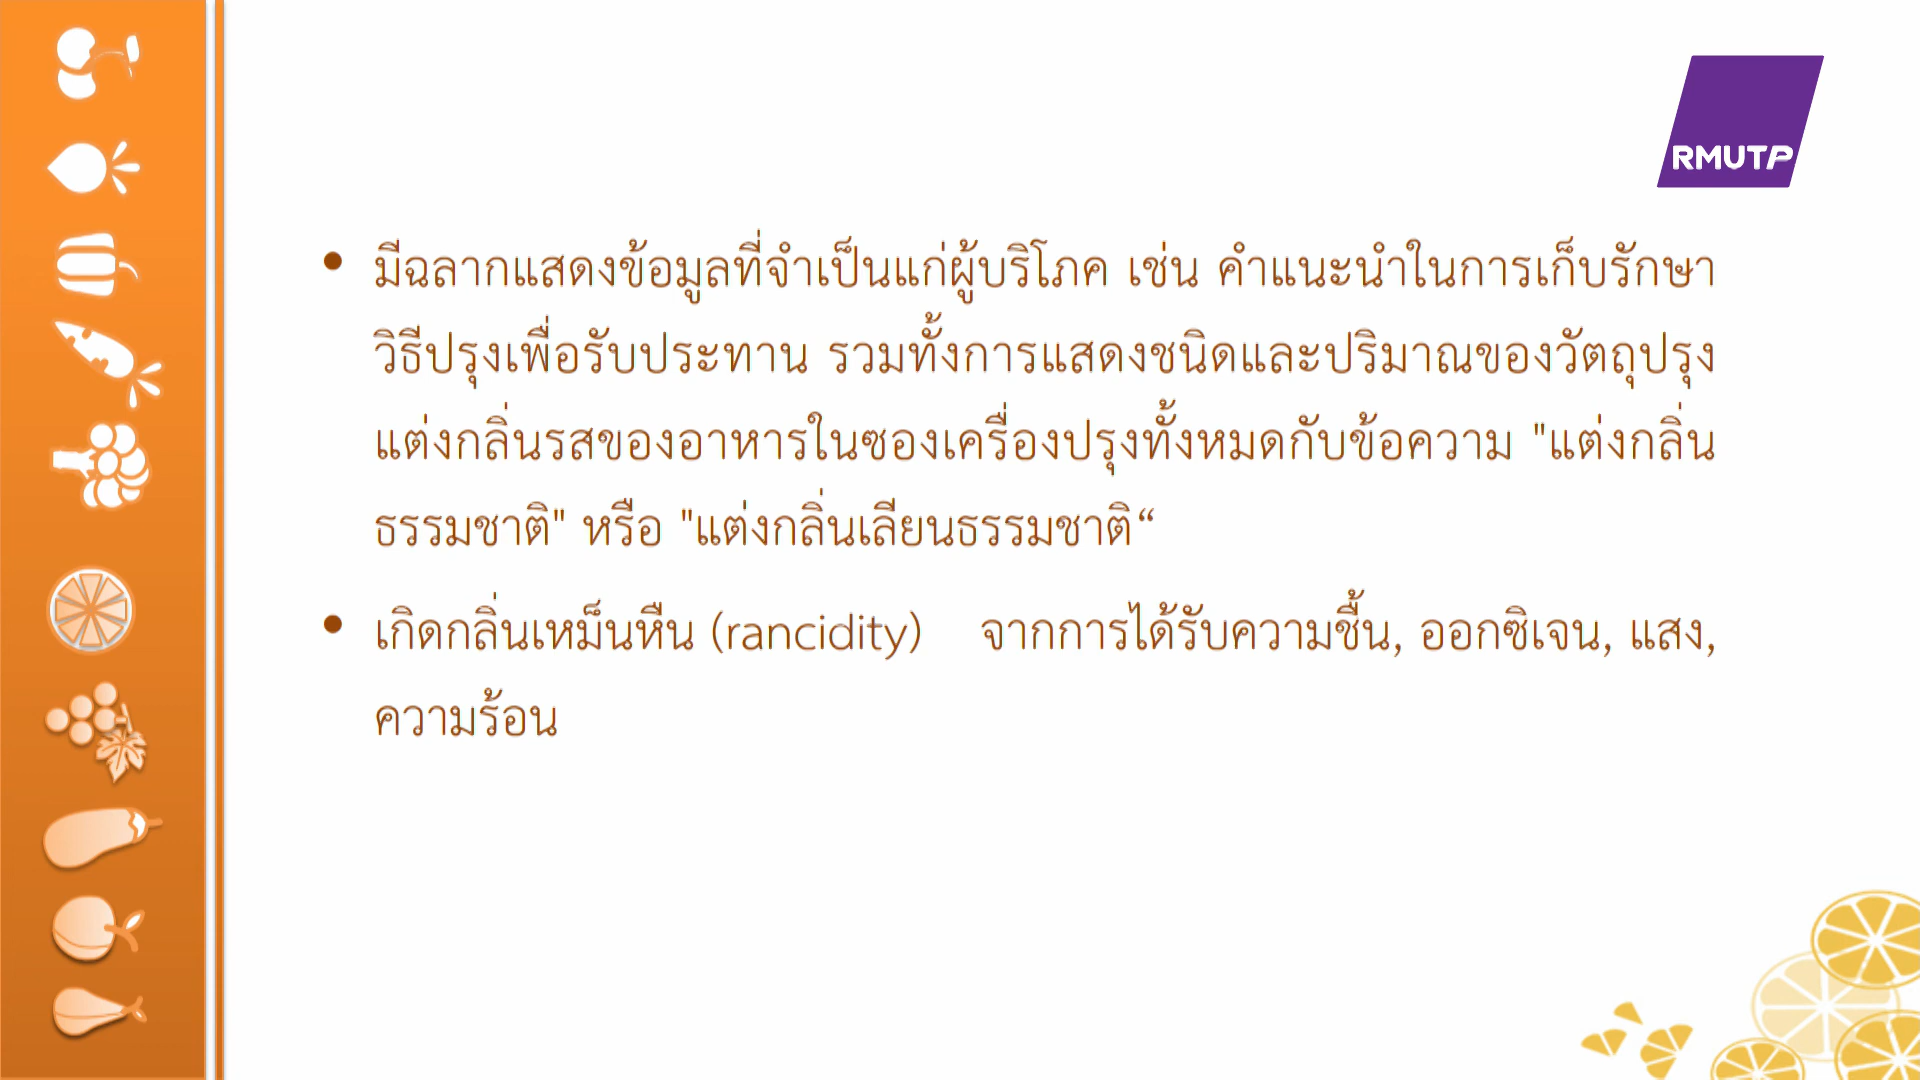 RMUTP
• มีฉลากแสดงข้อมูลที่จำเป็นแก่ผู้บริโภค เช่น คำแนะนำในการเก็บรักษา
วิธีปรุงเพื่อรับประทาน รวมทั้งการแสดงชนิดและปริมาณของวัตถุปรุง
แต่งกลิ่นรสของอาหารในซองเครื่องปรุงทั้งหมดกับข้อความ "แต่งกลิ่น
ธรรมชาติ" หรือ "แต่งกลิ่นเลียนธรรมชาติ“
• เกิดกลิ่นเหม็นหืน (rancidity) จากการได้รับความชื้น, ออกซิเจน, แสง,
ความร้อน